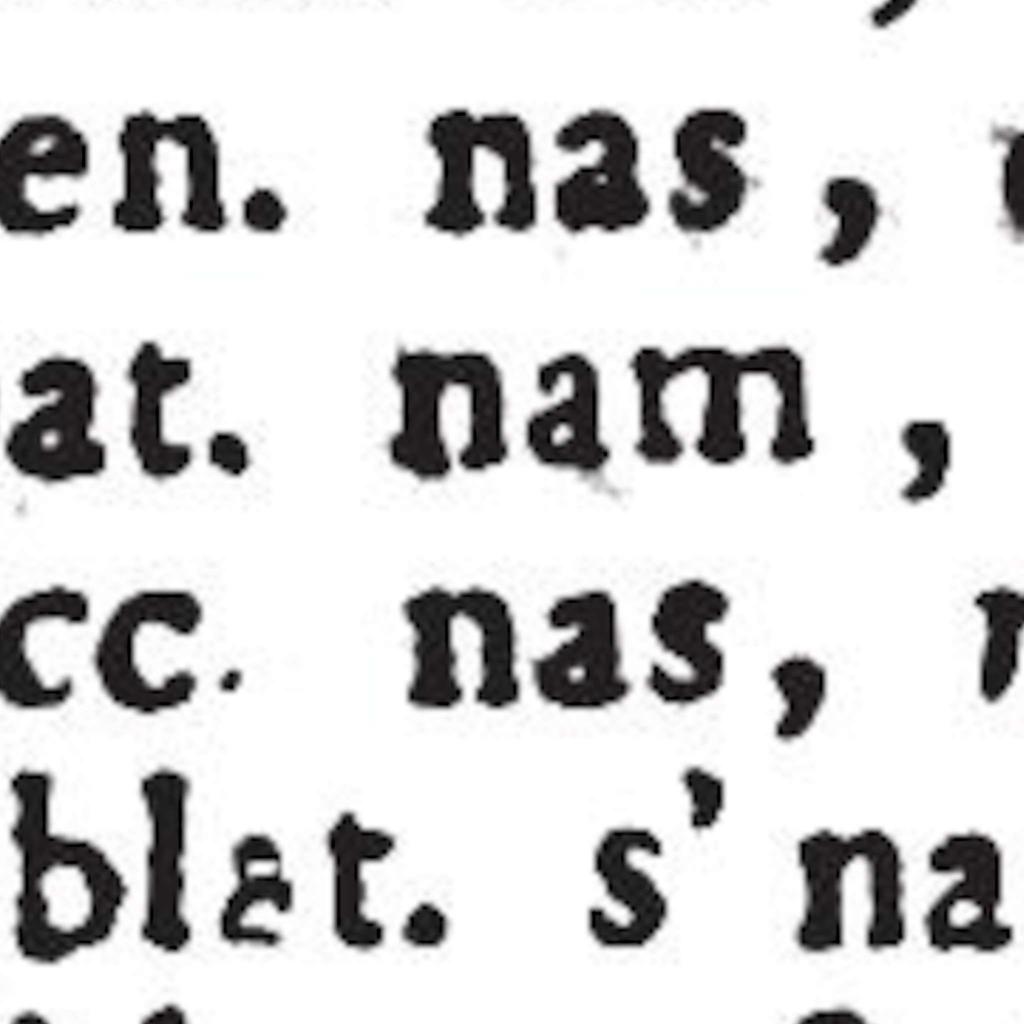 en. nas,
at. nam,
cc. nas,
blat. s'na